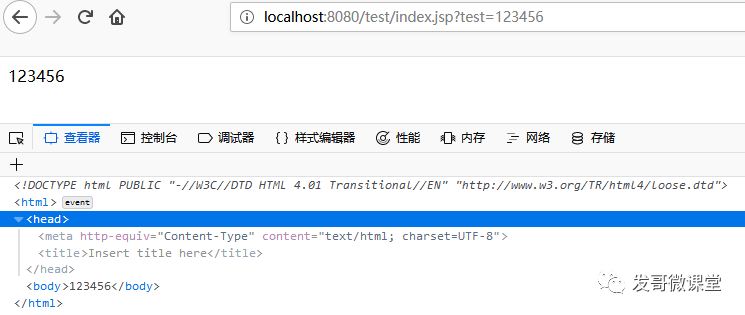 localhost:8080/test/index.jsp?test=123456
123456
查看器 控制台 调试器 {} 样式编辑器 性能 内存 网络 存储
<!DOCTYPE html PUBLIC "-//W3C//DTD HTML 4.01 Transitional//EN" "http://www.w3.org/TR/html4/loose.dtd">
<html> event
<head>
<meta http-equiv="Content-Type" content="text/html; charset=UTF-8">
<title>Insert title here</title>
</head>
<body>123456</body>
</html>
发哥微课堂